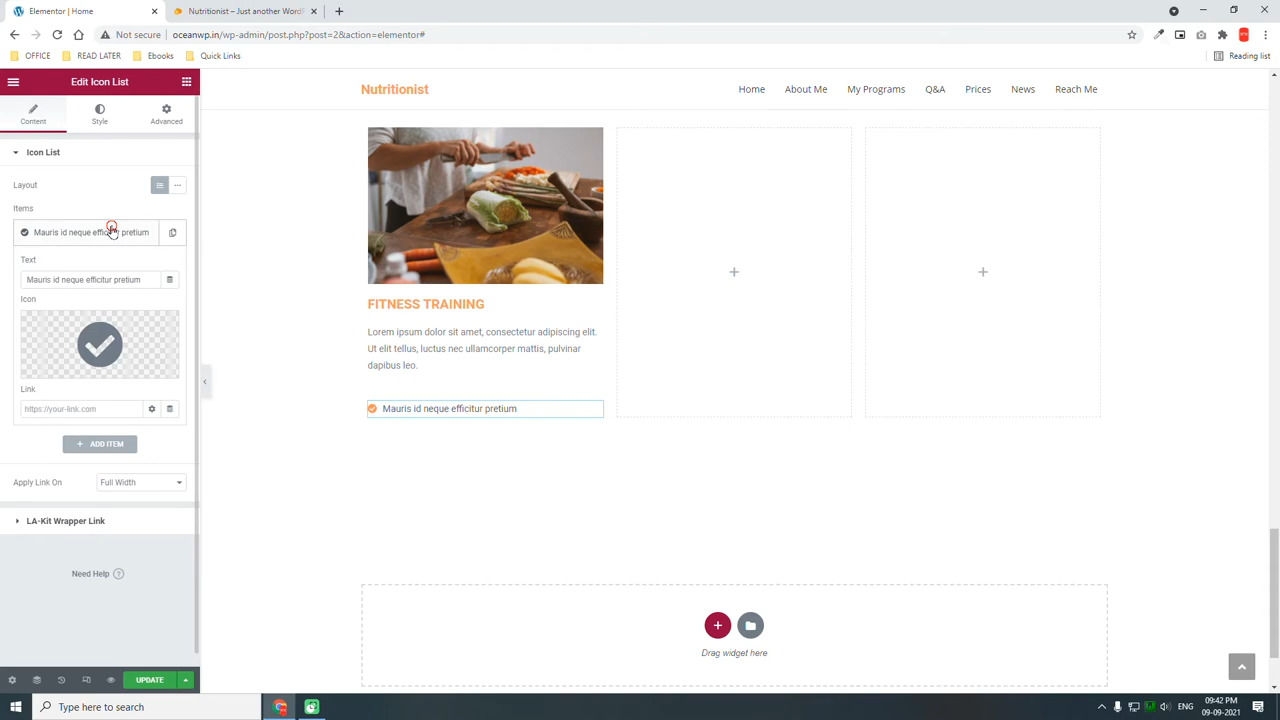 Elementor | Home
Nutritionist – Just another WordP
Not secure
oceanwp.in/wp-admin/post.php?post=2&action=elementor#
OFFICE
READ LATER
Ebooks
Quick Links
Reading list
Edit Icon List
Content
Style
Advanced
Icon List
Layout
Items
Mauris id neque efficitur pretium
Text
Mauris id neque efficitur pretium
Icon
Link
https://your-link.com
ADD ITEM
Apply Link On
Full Width
LA-Kit Wrapper Link
Need Help
UPDATE
Nutritionist
Home
About Me
My Programs
Q&A
Prices
News
Reach Me
FITNESS TRAINING
Lorem ipsum dolor sit amet, consectetur adipiscing elit.
Ut elit tellus, luctus nec ullamcorper mattis, pulvinar
dapibus leo.
Mauris id neque efficitur pretium
Drag widget here
Type here to search
ENG
09:42 PM
09-09-2021